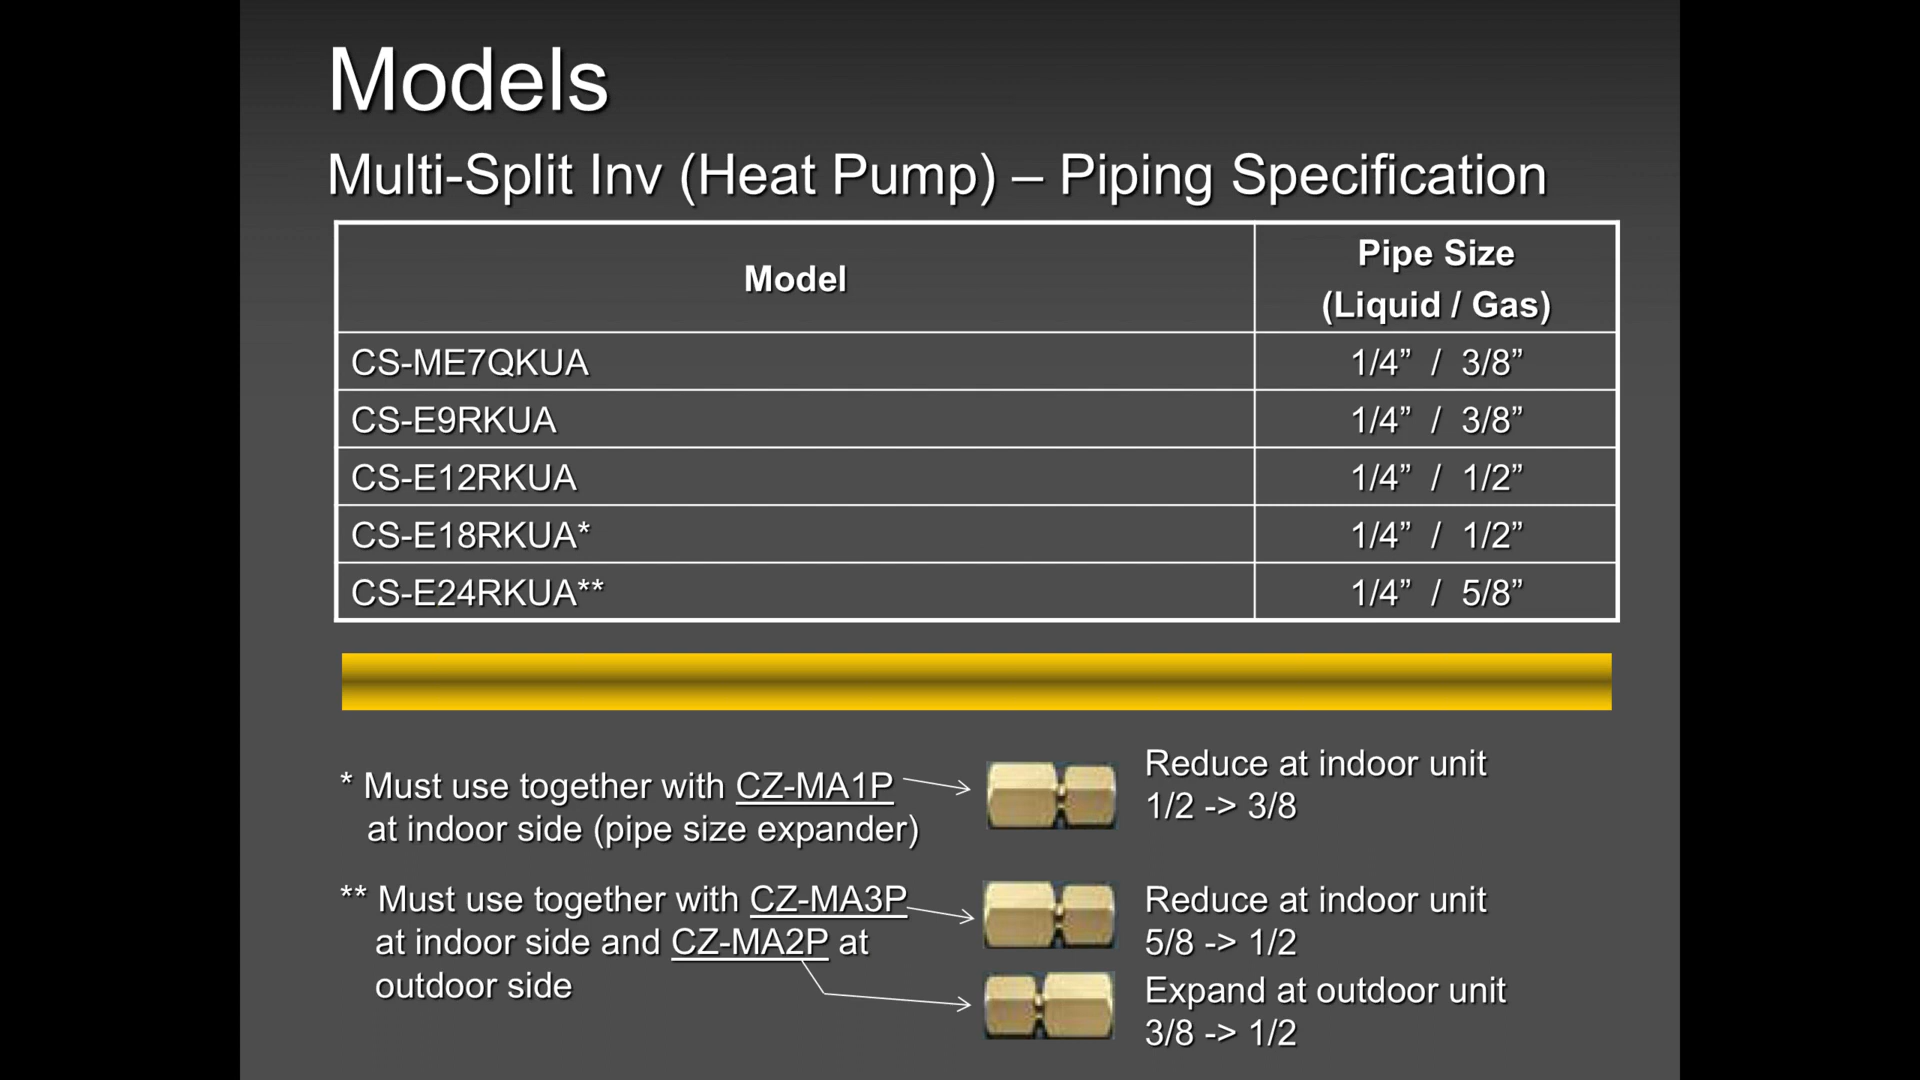 Models
Multi-Split Inv (Heat Pump) – Piping Specification
Model
Pipe Size
(Liquid / Gas)
CS-ME7QKUA
1/4” / 3/8”
CS-E9RKUA
1/4” / 3/8”
CS-E12RKUA
1/4” / 1/2”
CS-E18RKUA*
1/4” / 1/2”
CS-E24RKUA**
1/4” / 5/8”
* Must use together with CZ-MA1P
at indoor side (pipe size expander)
Reduce at indoor unit
1/2 -> 3/8
** Must use together with CZ-MA3P
at indoor side and CZ-MA2P at
outdoor side
Reduce at indoor unit
5/8 -> 1/2
Expand at outdoor unit
3/8 -> 1/2